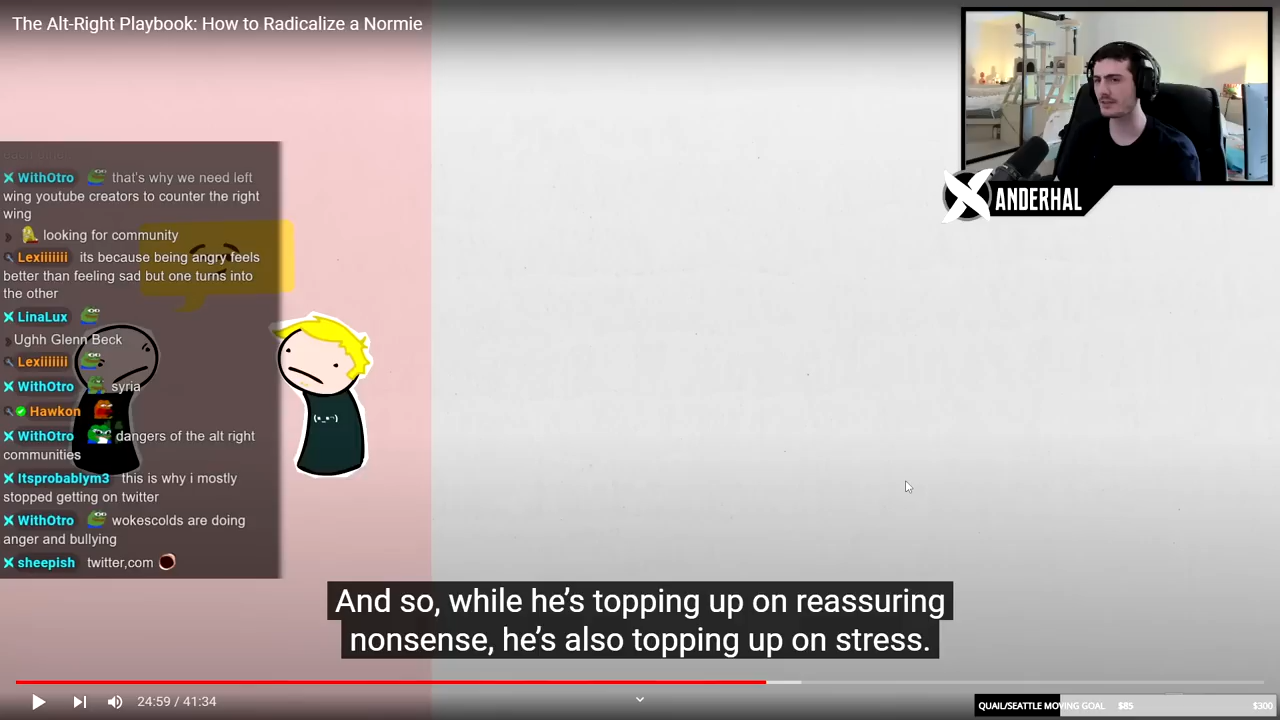 The Alt-Right Playbook: How to Radicalize a Normie
ANDERHAL
WithOtro that's why we need left
wing youtube creators to counter the right
wing
looking for community
Lexiiiiiii its because being angry feels
better than feeling sad but one turns into
the other
LinaLux
Ughh Glenn Beck
Lexiiiiiii
WithOtro syria
Hawkon
WithOtro dangers of the alt right
communities
Itsprobablym3 this is why i mostly
stopped getting on twitter
WithOtro wokescolds are doing
anger and bullying
sheepish twitter,com
And so, while he's topping up on reassuring
nonsense, he's also topping up on stress.
24:59 / 41:34
QUAIL/SEATTLE MOVING GOAL $85 $300